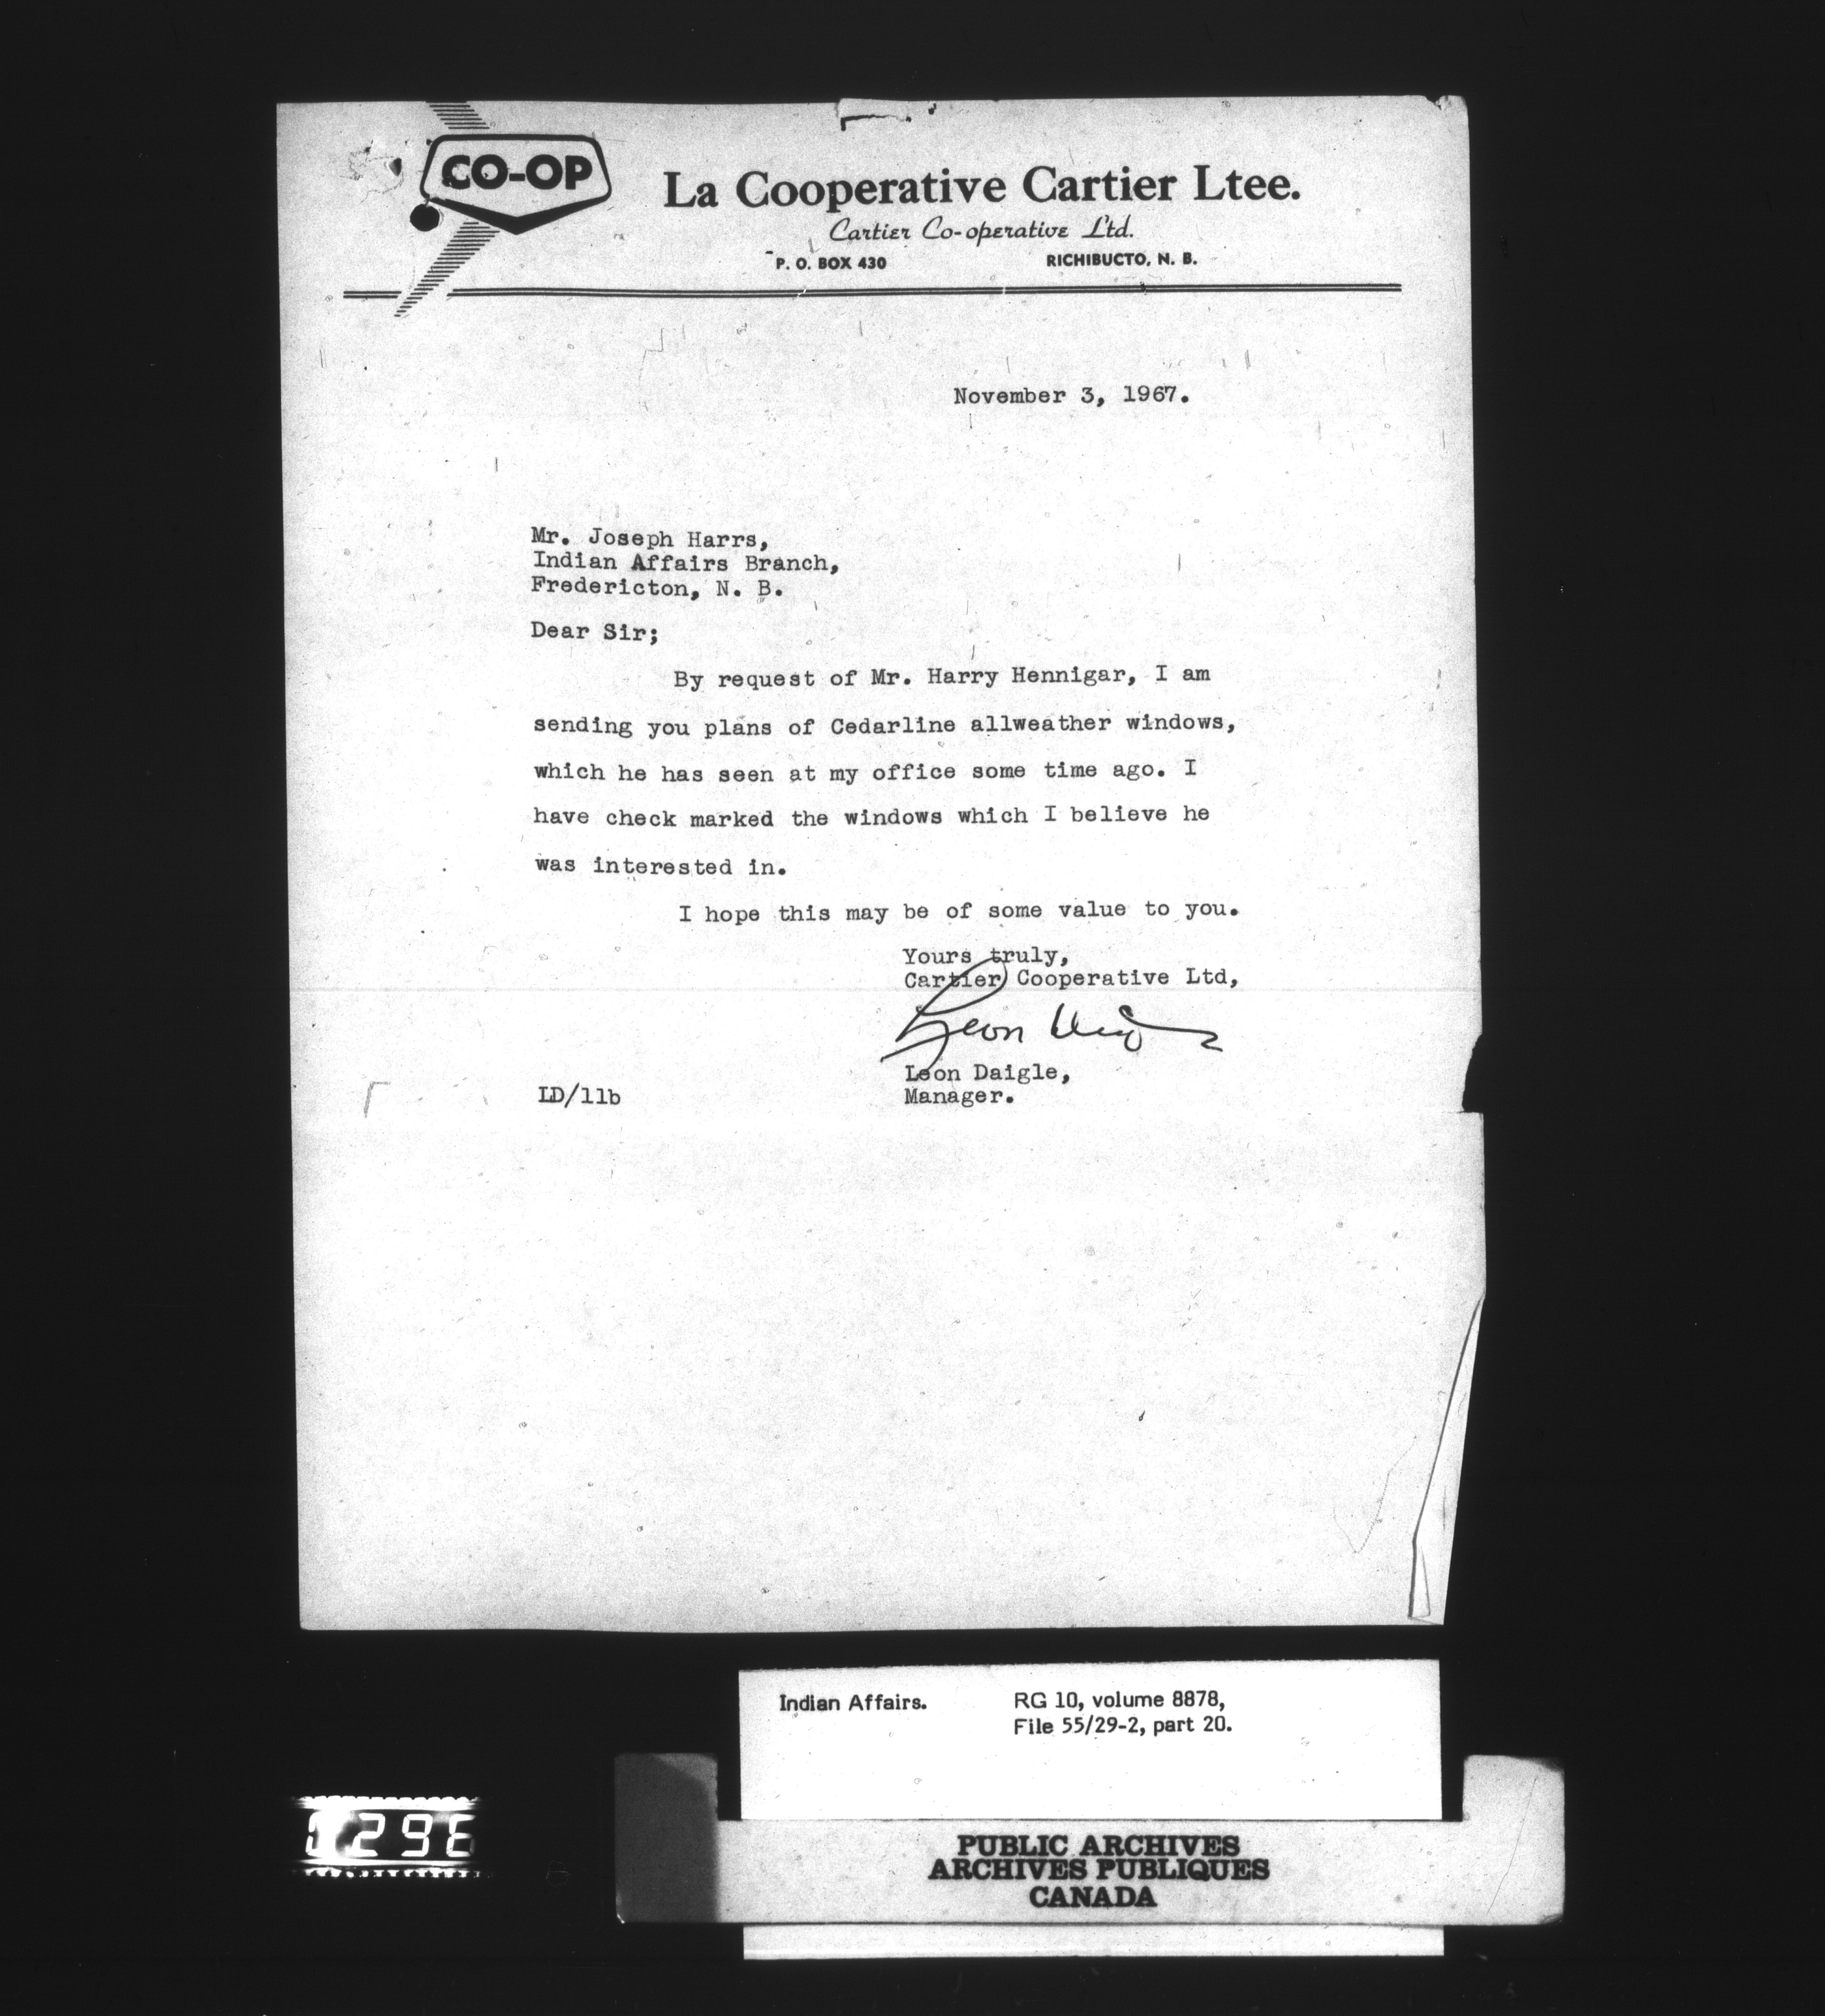 CO-OP
La Cooperative Cartier Ltee.
Cartier Co-operative Ltd.
P. O. BOX 430 RICHIBUCTO, N. B.
November 3, 1967.
Mr. Joseph Harrs,
Indian Affairs Branch,
Fredericton, N. B.
Dear Sir;
By request of Mr. Harry Hennigar, I am
sending you plans of Cedarline allweather windows,
which he has seen at my office some time ago. I
have check marked the windows which I believe he
was interested in.
I hope this may be of some value to you.
Yours truly,
Cartier Cooperative Ltd,
Leon Daigle
Leon Daigle,
Manager.
LD/llb
Indian Affairs. RG 10, volume 8878,
File 55/29-2, part 20.
PUBLIC ARCHIVES
ARCHIVES PUBLIQUES
CANADA